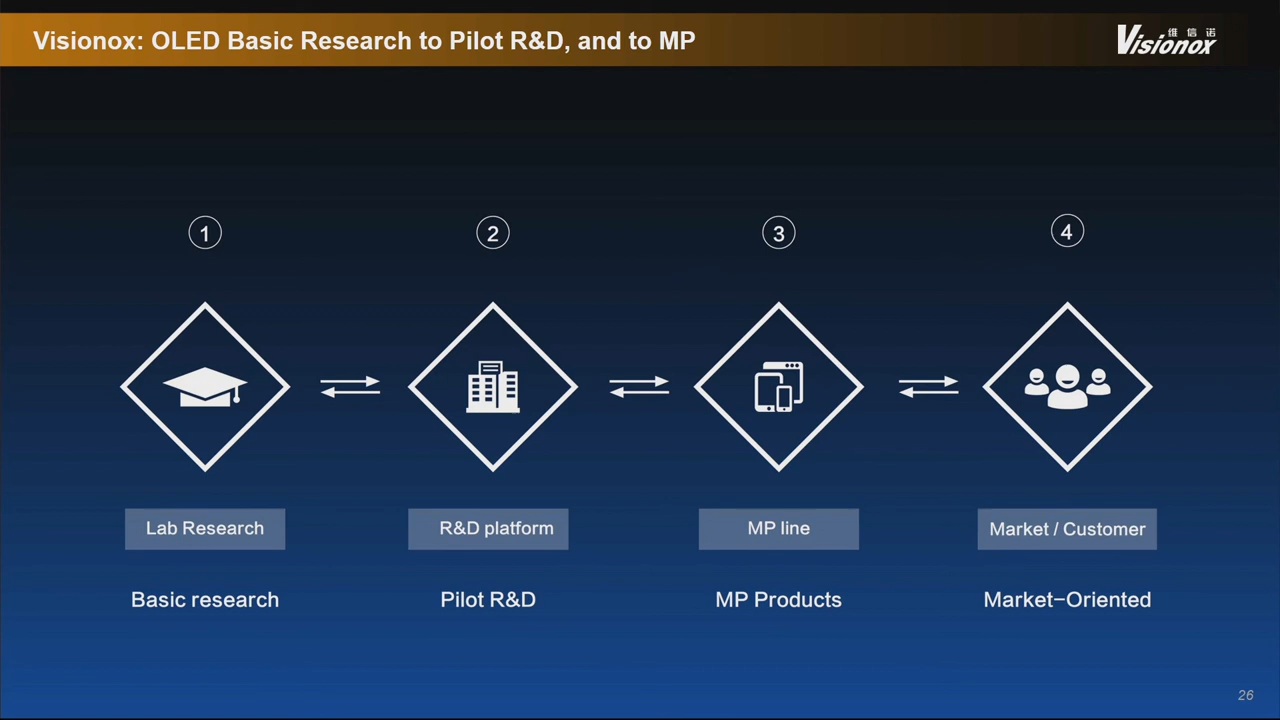 Visionox: OLED Basic Research to Pilot R&D, and to MP
维信诺
Visionox
1
2
3
4
Lab Research
R&D platform
MP line
Market / Customer
Basic research
Pilot R&D
MP Products
Market-Oriented
26